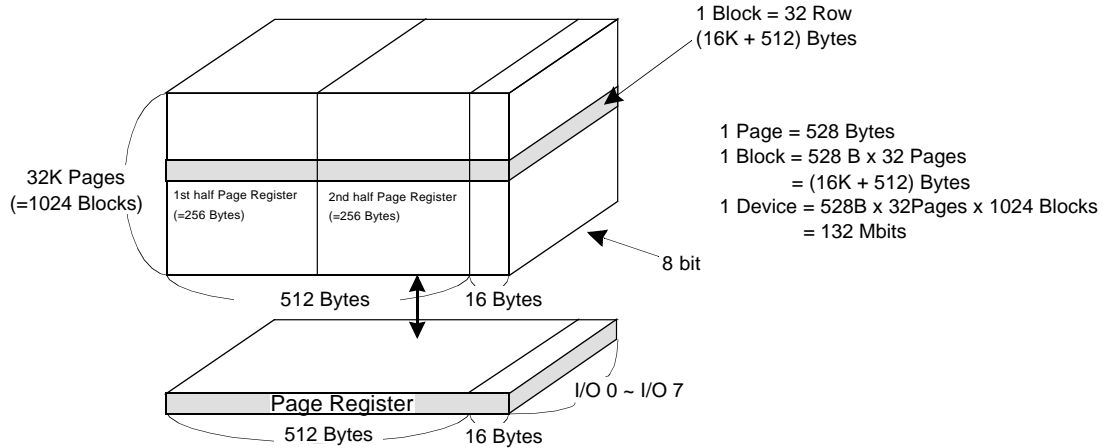 1 Block = 32 Row
(16K + 512) Bytes
1 Page = 528 Bytes
1 Block = 528 B x 32 Pages
= (16K + 512) Bytes
1 Device = 528B x 32Pages x 1024 Blocks
= 132 Mbits
32K Pages
(=1024 Blocks)
1st half Page Register
(=256 Bytes)
2nd half Page Register
(=256 Bytes)
8 bit
512 Bytes
16 Bytes
I/O 0 ~ I/O 7
Page Register
512 Bytes
16 Bytes